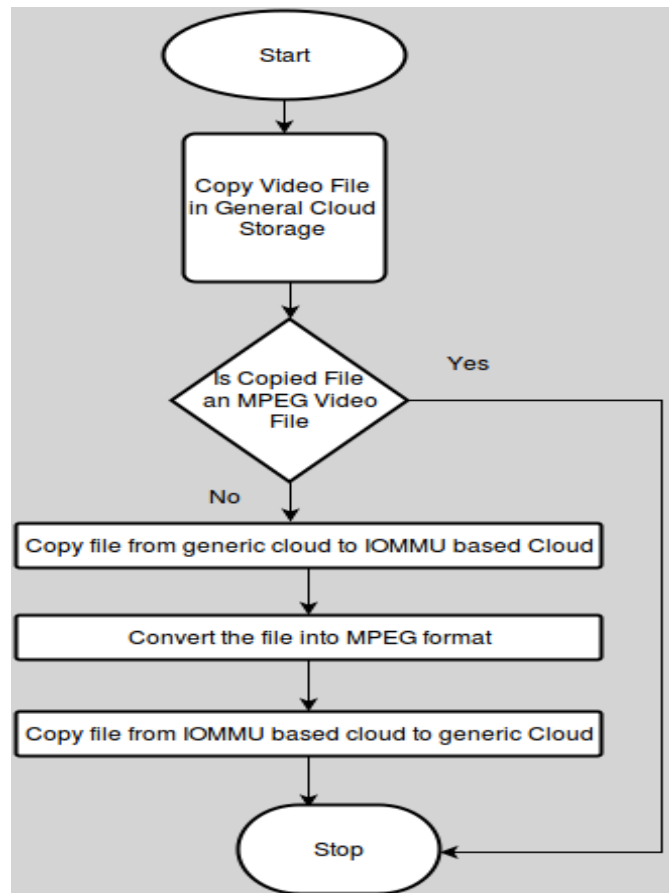 Start
Copy Video File
in General Cloud
Storage
Is Copied File
an MPEG Video
File
Yes
No
Copy file from generic cloud to IOMMU based Cloud
Convert the file into MPEG format
Copy file from IOMMU based cloud to generic Cloud
Stop